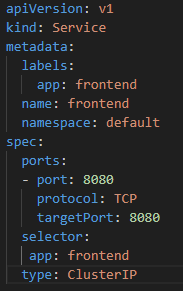 apiVersion: v1
kind: Service
metadata:
  labels:
    app: frontend
  name: frontend
  namespace: default
spec:
  ports:
  - port: 8080
    protocol: TCP
    targetPort: 8080
  selector:
   app: frontend
  type: ClusterIP